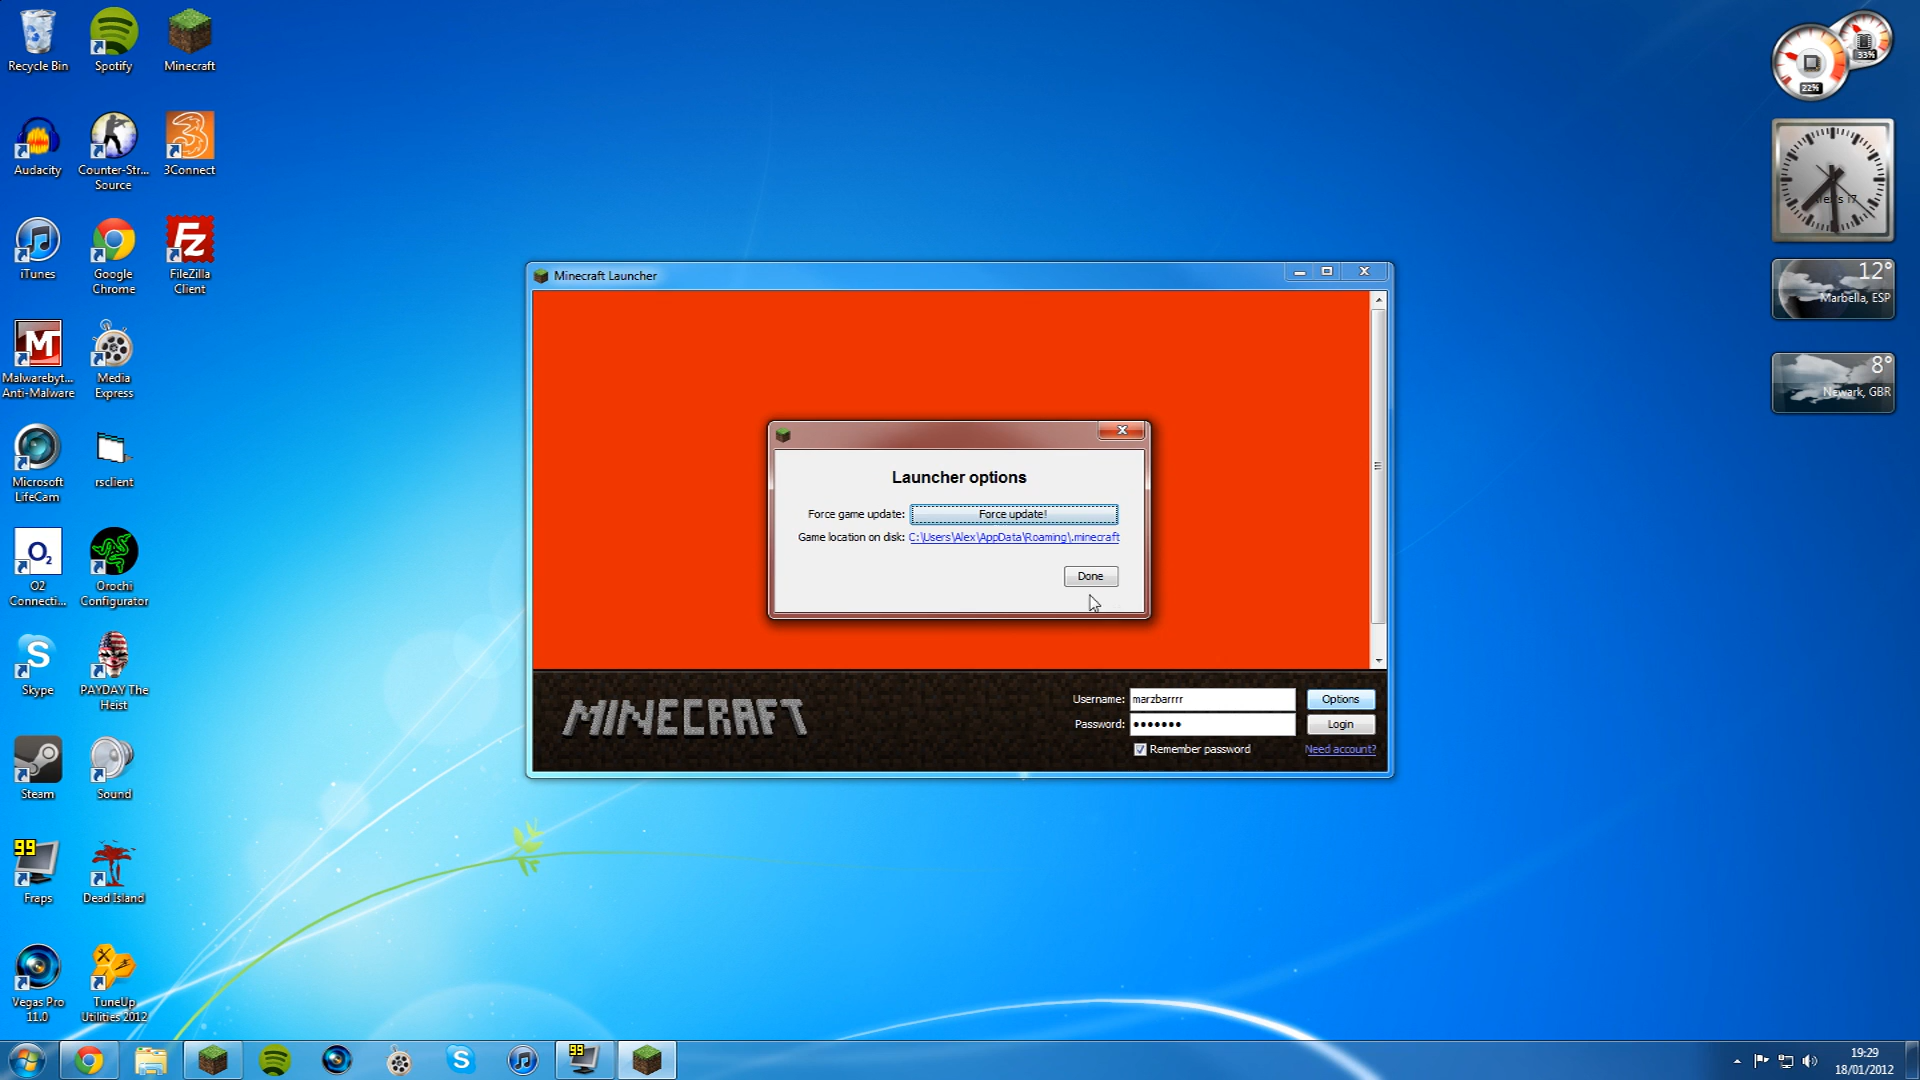 Recycle Bin
Spotify
Minecraft
Audacity
Counter-Str...
Source
3Connect
iTunes
Google
Chrome
FileZilla
Client
Malwarebyt...
Anti-Malware
Media
Express
Microsoft
LifeCam
rsclient
O2
Connecti...
Orochi
Configurator
Skype
PAYDAY The
Heist
Steam
Sound
99
Fraps
Dead Island
Vegas Pro
11.0
TuneUp
Utilities 2012
Minecraft Launcher
Launcher options
Force game update: Force update!
Game location on disk: C:\Users\Alex\AppData\Roaming\.minecraft
Done
MINECRAFT
Username: marzbarrrr
Options
Password: •••••••
Login
Remember password
Need account?
33%
22%
12°
Marbella, ESP
8°
Newark, GBR
99
19:29
18/01/2012